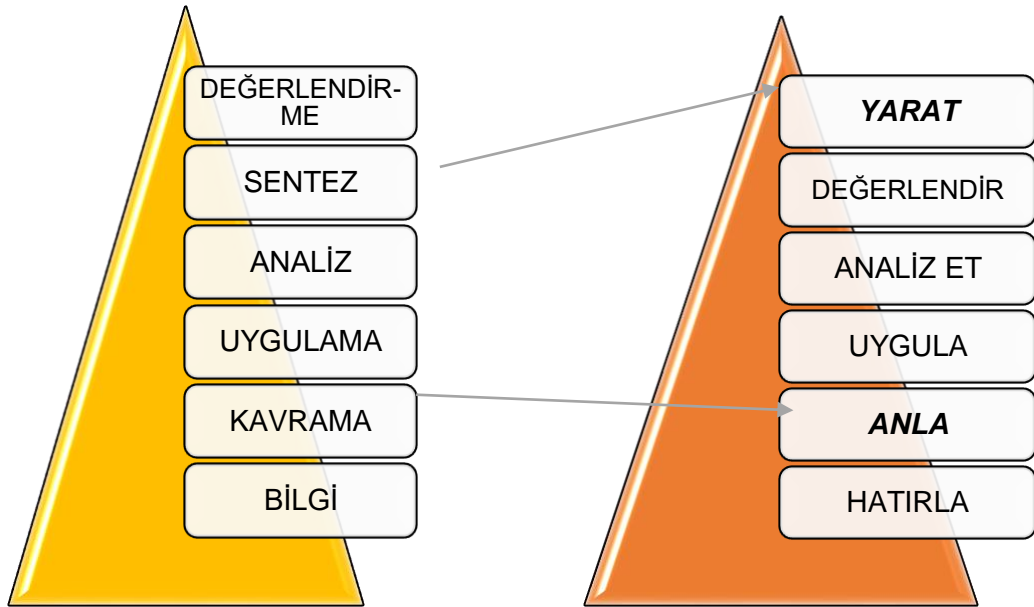 DEĞERLENDİR-
ME
SENTEZ
ANALİZ
UYGULAMA
KAVRAMA
BİLGİ
YARAT
DEĞERLENDİR
ANALİZ ET
UYGULA
ANLA
HATIRLA